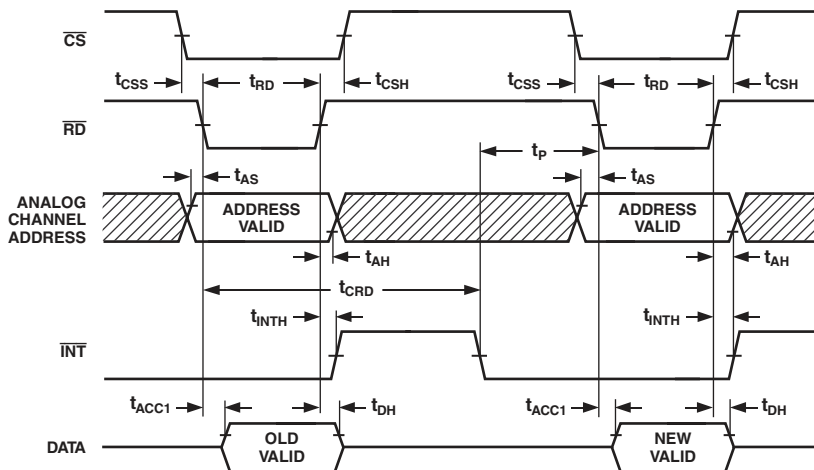 CS
tCSS tRD tCSH tCSS tRD tCSH
RD
tP
tAS tAS
ANALOG
CHANNEL
ADDRESS
ADDRESS
VALID
ADDRESS
VALID
tAH tAH
tCRD
tINTH tINTH
INT
tACC1 tDH tACC1 tDH
DATA
OLD
VALID
NEW
VALID